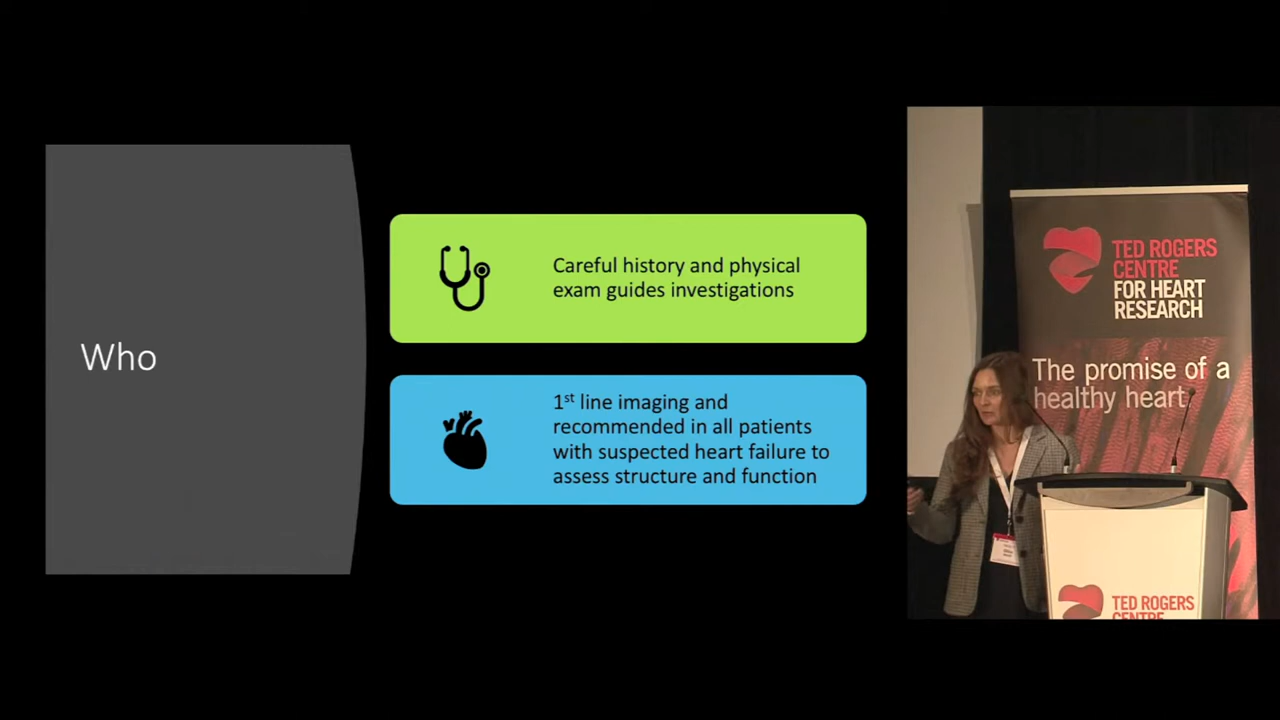 Who
Careful history and physical
exam guides investigations
1st line imaging and
recommended in all patients
with suspected heart failure to
assess structure and function
TED ROGERS
CENTRE
FOR HEART
RESEARCH
The promise of a
healthy heart.
TED ROGERS
CENTRE